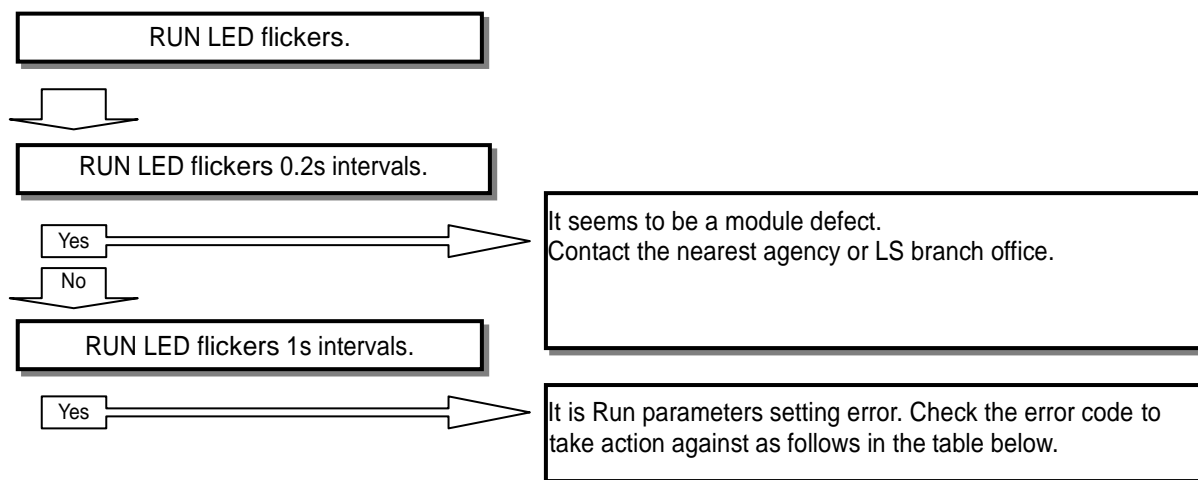 RUN LED flickers.
RUN LED flickers 0.2s intervals.
Yes
It seems to be a module defect.
Contact the nearest agency or LS branch office.
No
RUN LED flickers 1s intervals.
Yes
It is Run parameters setting error. Check the error code to
take action against as follows in the table below.